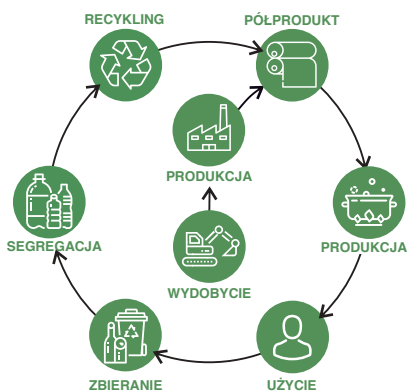 RECYKLING
PÓŁPRODUKT
PRODUKCJA
SEGREGACJA
PRODUKCJA
WYDOBYCIE
ZBIERANIE
UŻYCIE